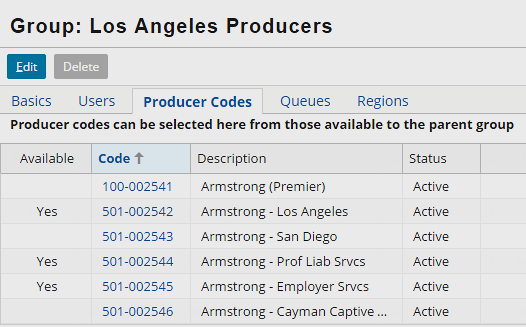 Group: Los Angeles Producers
Edit Delete
Basics Users Producer Codes Queues Regions
Producer codes can be selected here from those available to the parent group
Available Code ↑ Description Status
100-002541 Armstrong (Premier) Active
Yes 501-002542 Armstrong - Los Angeles Active
501-002543 Armstrong - San Diego Active
Yes 501-002544 Armstrong - Prof Liab Srvcs Active
Yes 501-002545 Armstrong - Employer Srvcs Active
501-002546 Armstrong - Cayman Captive ... Active